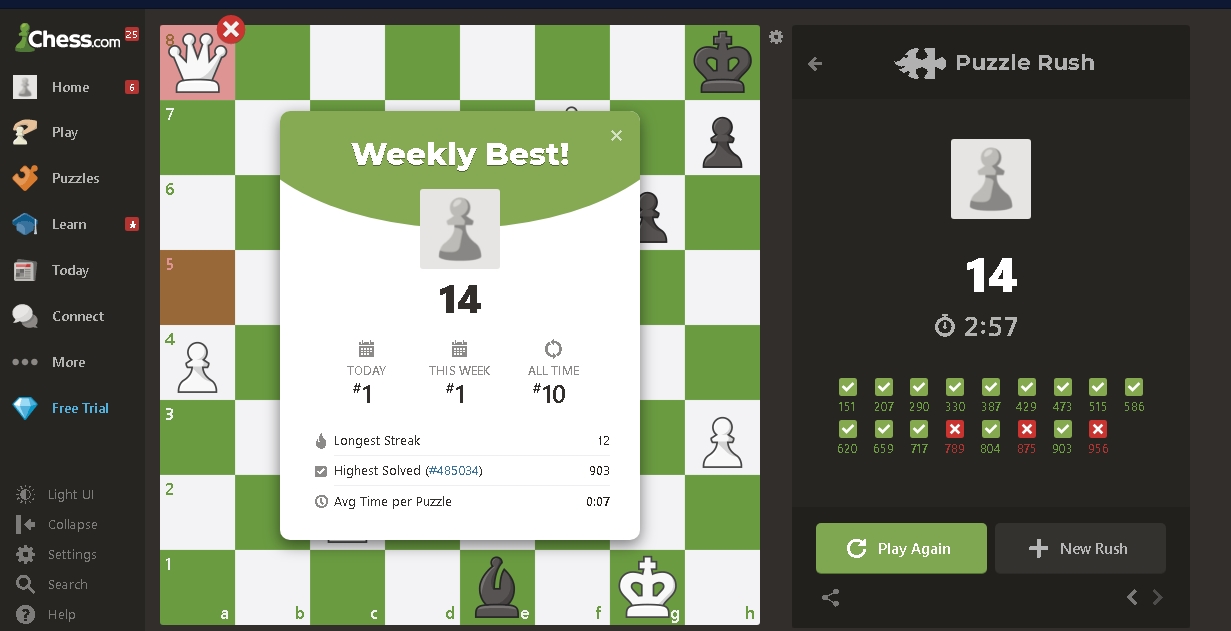 Chess.com 25
Home 6
Play
Puzzles
Learn
Today
Connect
More
Free Trial
Light UI
Collapse
Settings
Search
Help
8
7
6
5
4
3
2
1
a b c d e f g h
Weekly Best!
14
TODAY THIS WEEK ALL TIME
#1 #1 #10
Longest Streak 12
Highest Solved (#485034) 903
Avg Time per Puzzle 0:07
Puzzle Rush
14
2:57
151 207 290 330 387 429 473 515 586
620 659 717 789 804 875 903 956
Play Again New Rush